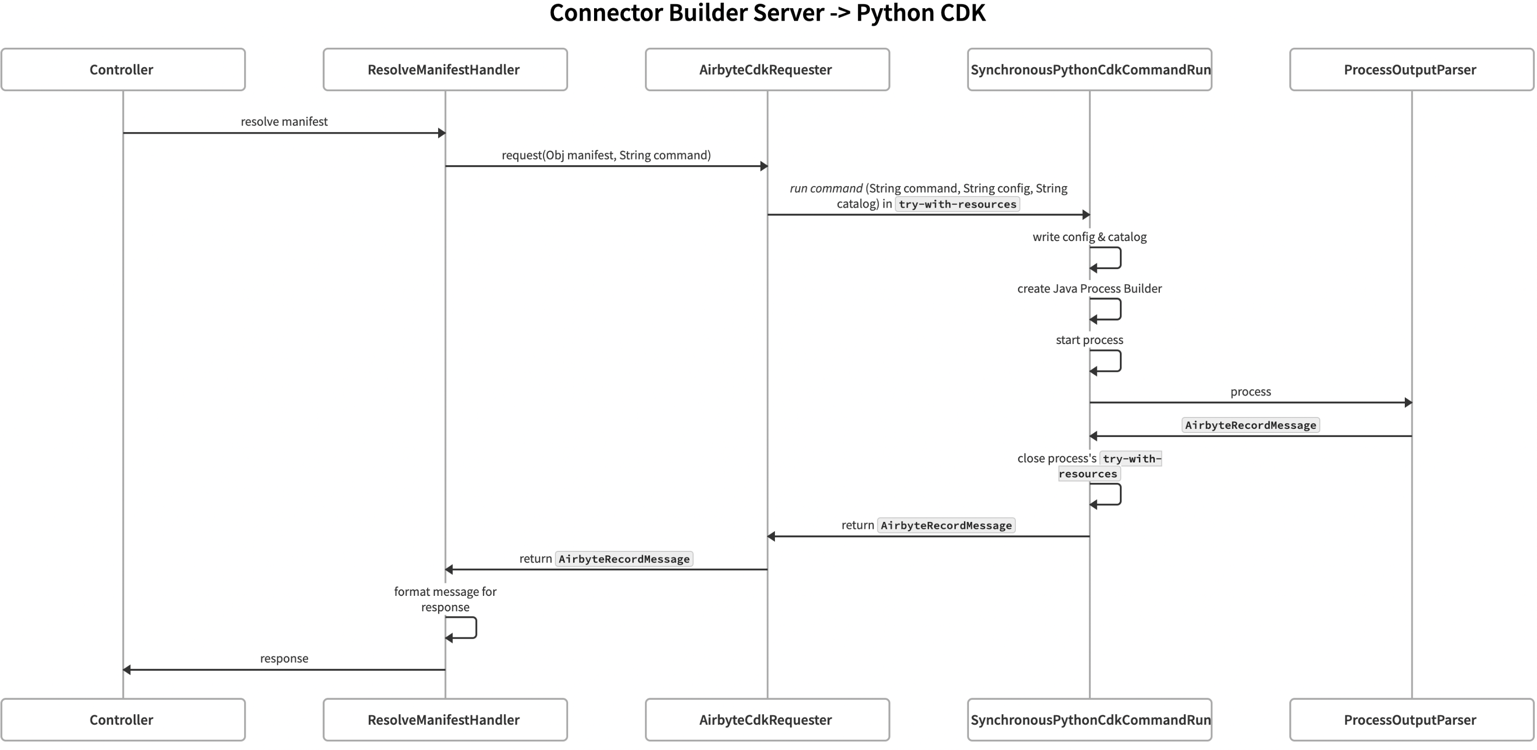 Connector Builder Server -> Python CDK
Controller
ResolveManifestHandler
AirbyteCdkRequester
SynchronousPythonCdkCommandRun
ProcessOutputParser
resolve manifest
request(Obj manifest, String command)
run command (String command, String config, String
catalog) in try-with-resources
write config & catalog
create Java Process Builder
start process
process
AirbyteRecordMessage
close process's try-with-
resources
return AirbyteRecordMessage
return AirbyteRecordMessage
format message for
response
response
Controller
ResolveManifestHandler
AirbyteCdkRequester
SynchronousPythonCdkCommandRun
ProcessOutputParser